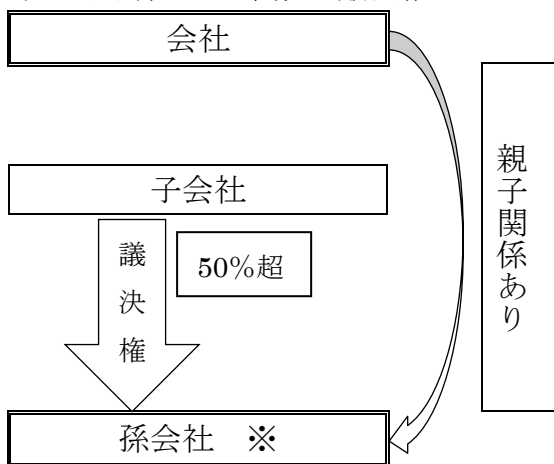 会社
子会社
議決権
50％超
親子関係あり
孫会社　※